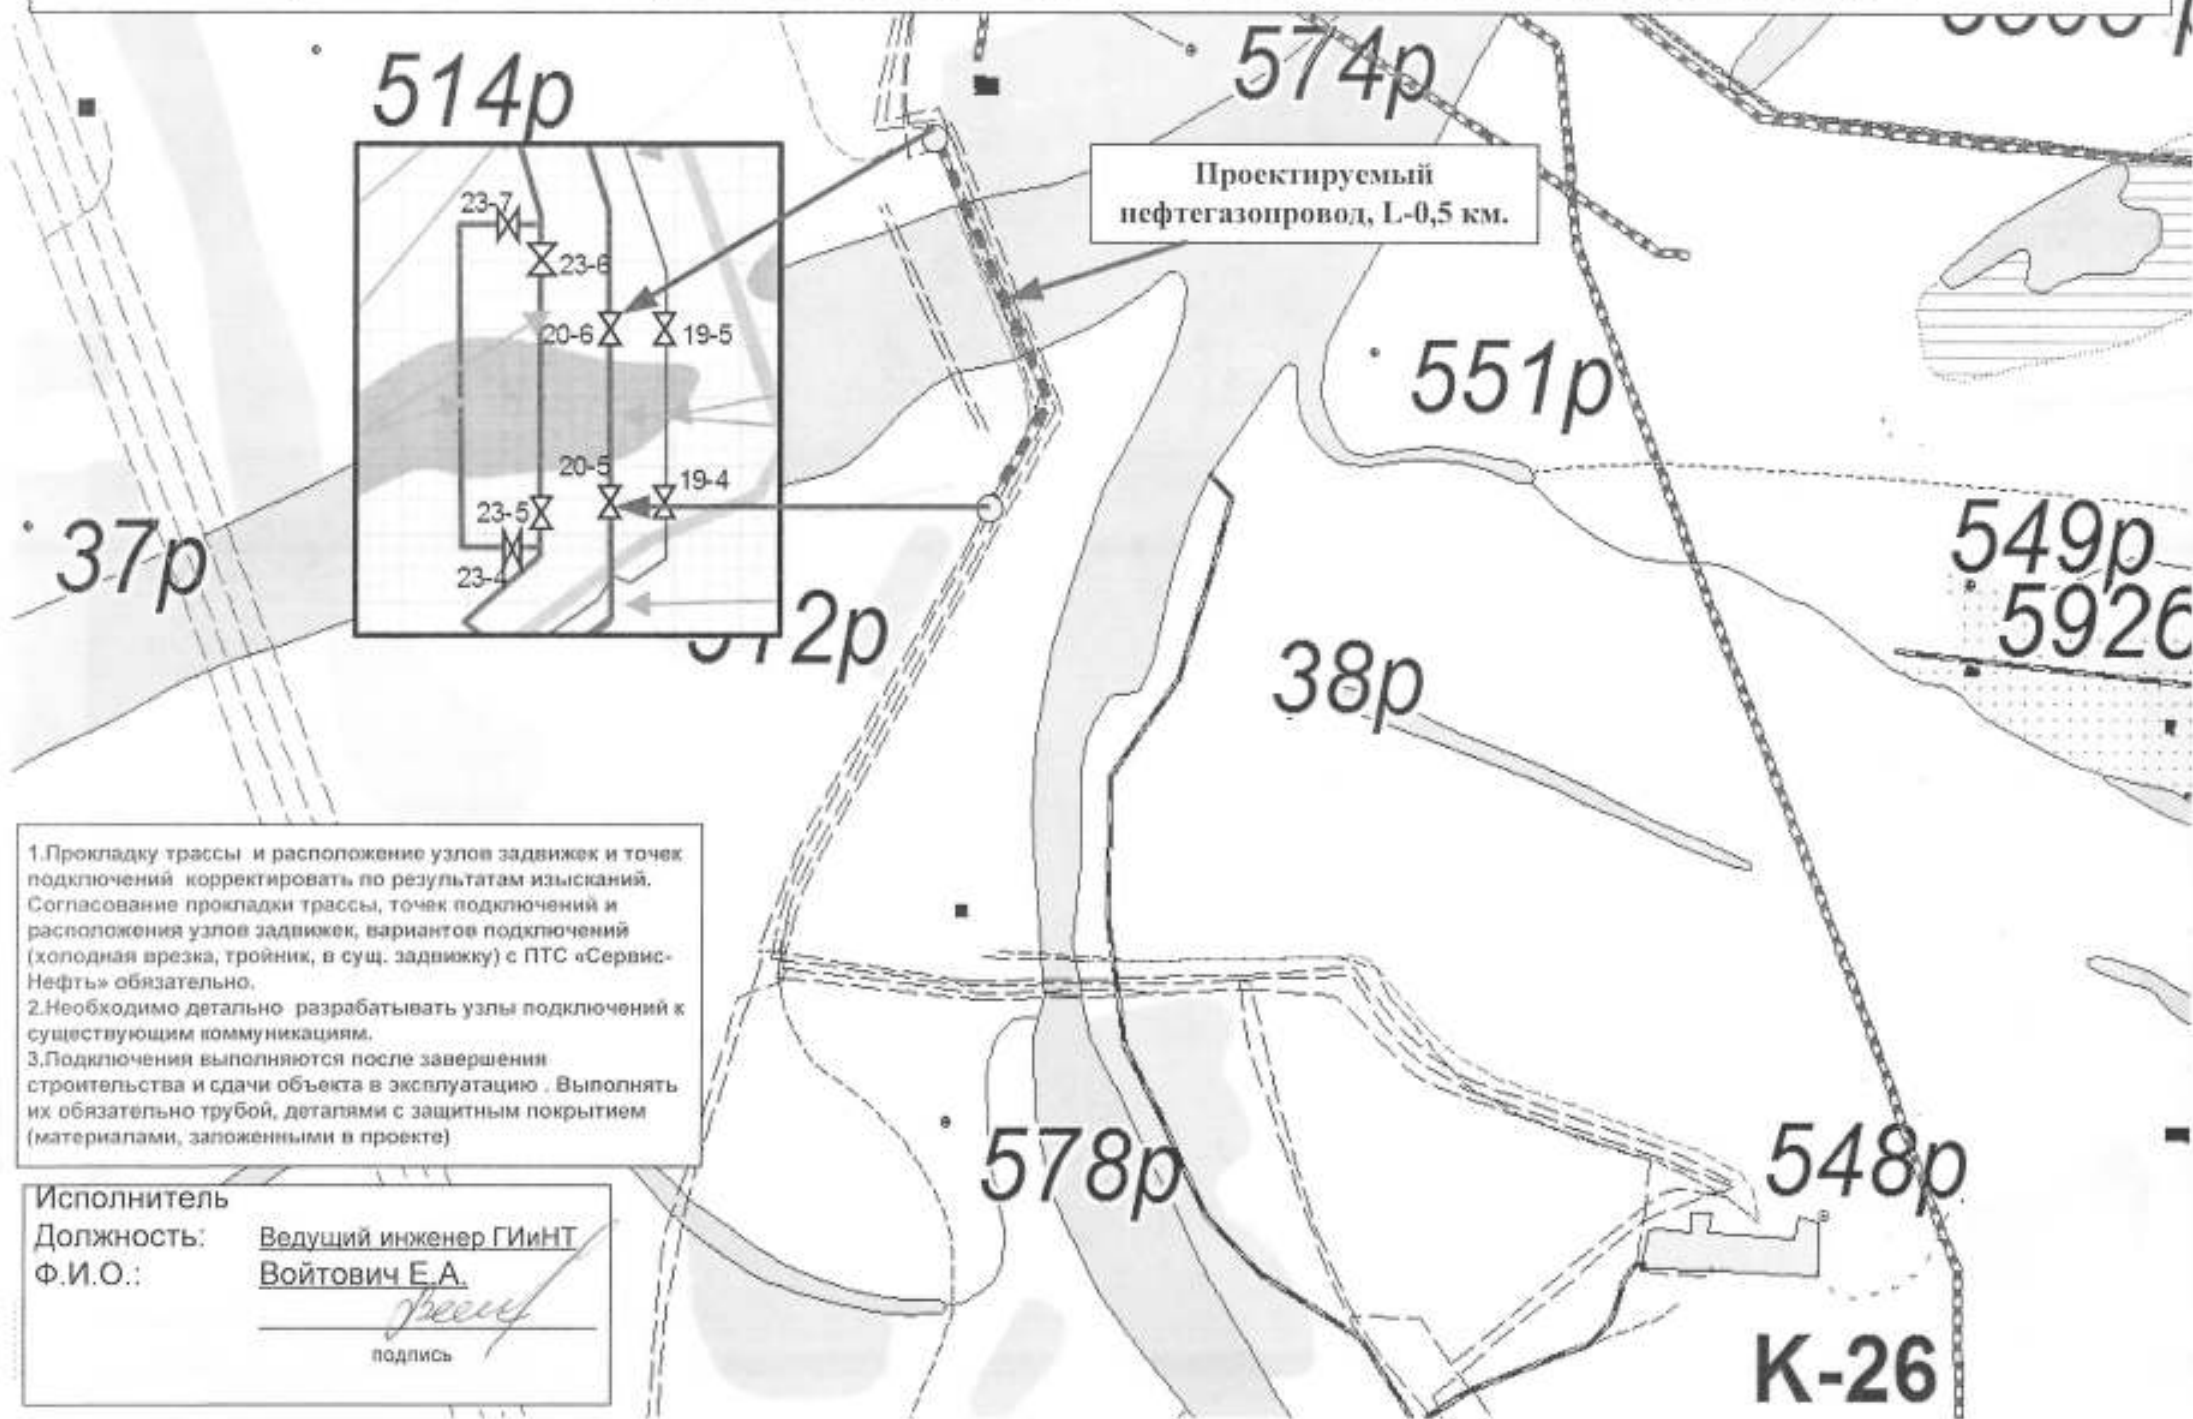 514р
574р
Проектируемый
нефтегазопровод, L-0,5 км.
23-7
23-6
20-6
19-5
551р
20-5
19-4
23-5
23-4
37р
549р
5926
2р
38р
1.Прокладку трассы и расположение узлов задвижек и точек
подключений корректировать по результатам изысканий.
Согласование прокладки трассы, точек подключений и
расположения узлов задвижек, вариантов подключений
(холодная врезка, тройник, в сущ. задвижку) с ПТС «Сервис-
Нефть» обязательно.
2.Необходимо детально разрабатывать узлы подключений к
существующим коммуникациям.
3.Подключения выполняются после завершения
строительства и сдачи объекта в эксплуатацию . Выполнять
их обязательно трубой, деталями с защитным покрытием
(материалами, заложенными в проекте)
578р
548р
Исполнитель
Должность: Ведущий инженер ГИиНТ
Ф.И.О.: Войтович Е.А.
подпись
К-26